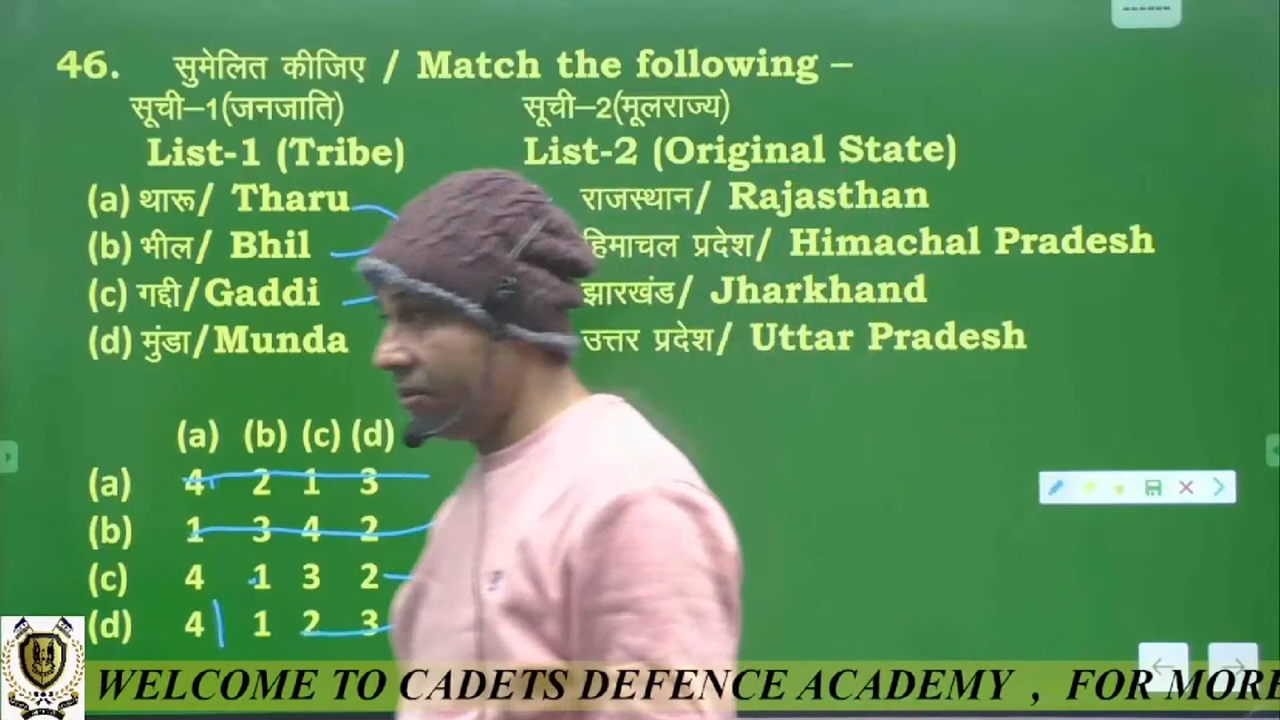 46. सुमेलित कीजिए / Match the following –
सूची–1(जनजाति) सूची–2(मूलराज्य)
List-1 (Tribe) List-2 (Original State)
(a) थारू/ Tharu राजस्थान/ Rajasthan
(b) भील/ Bhil हिमाचल प्रदेश/ Himachal Pradesh
(c) गद्दी/Gaddi झारखंड/ Jharkhand
(d) मुंडा/Munda उत्तर प्रदेश/ Uttar Pradesh
(a) (b) (c) (d)
(a) 4 2 1 3
(b) 1 3 4 2
(c) 4 1 3 2
(d) 4 1 2 3
WELCOME TO CADETS DEFENCE ACADEMY , FOR MORE